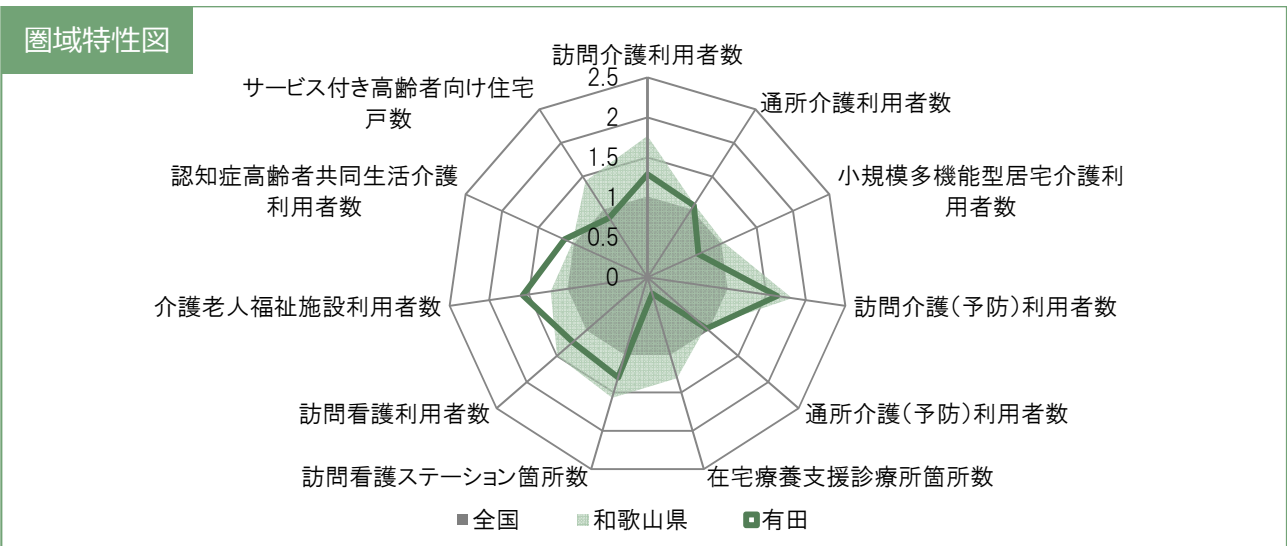 圏域特性図
訪問介護利用者数
通所介護利用者数
小規模多機能型居宅介護利
用者数
訪問介護(予防)利用者数
通所介護(予防)利用者数
在宅療養支援診療所箇所数
訪問看護ステーション箇所数
訪問看護利用者数
介護老人福祉施設利用者数
認知症高齢者共同生活介護
利用者数
サービス付き高齢者向け住宅
戸数
2.5
2
1.5
1
0.5
0
全国
和歌山県
有田